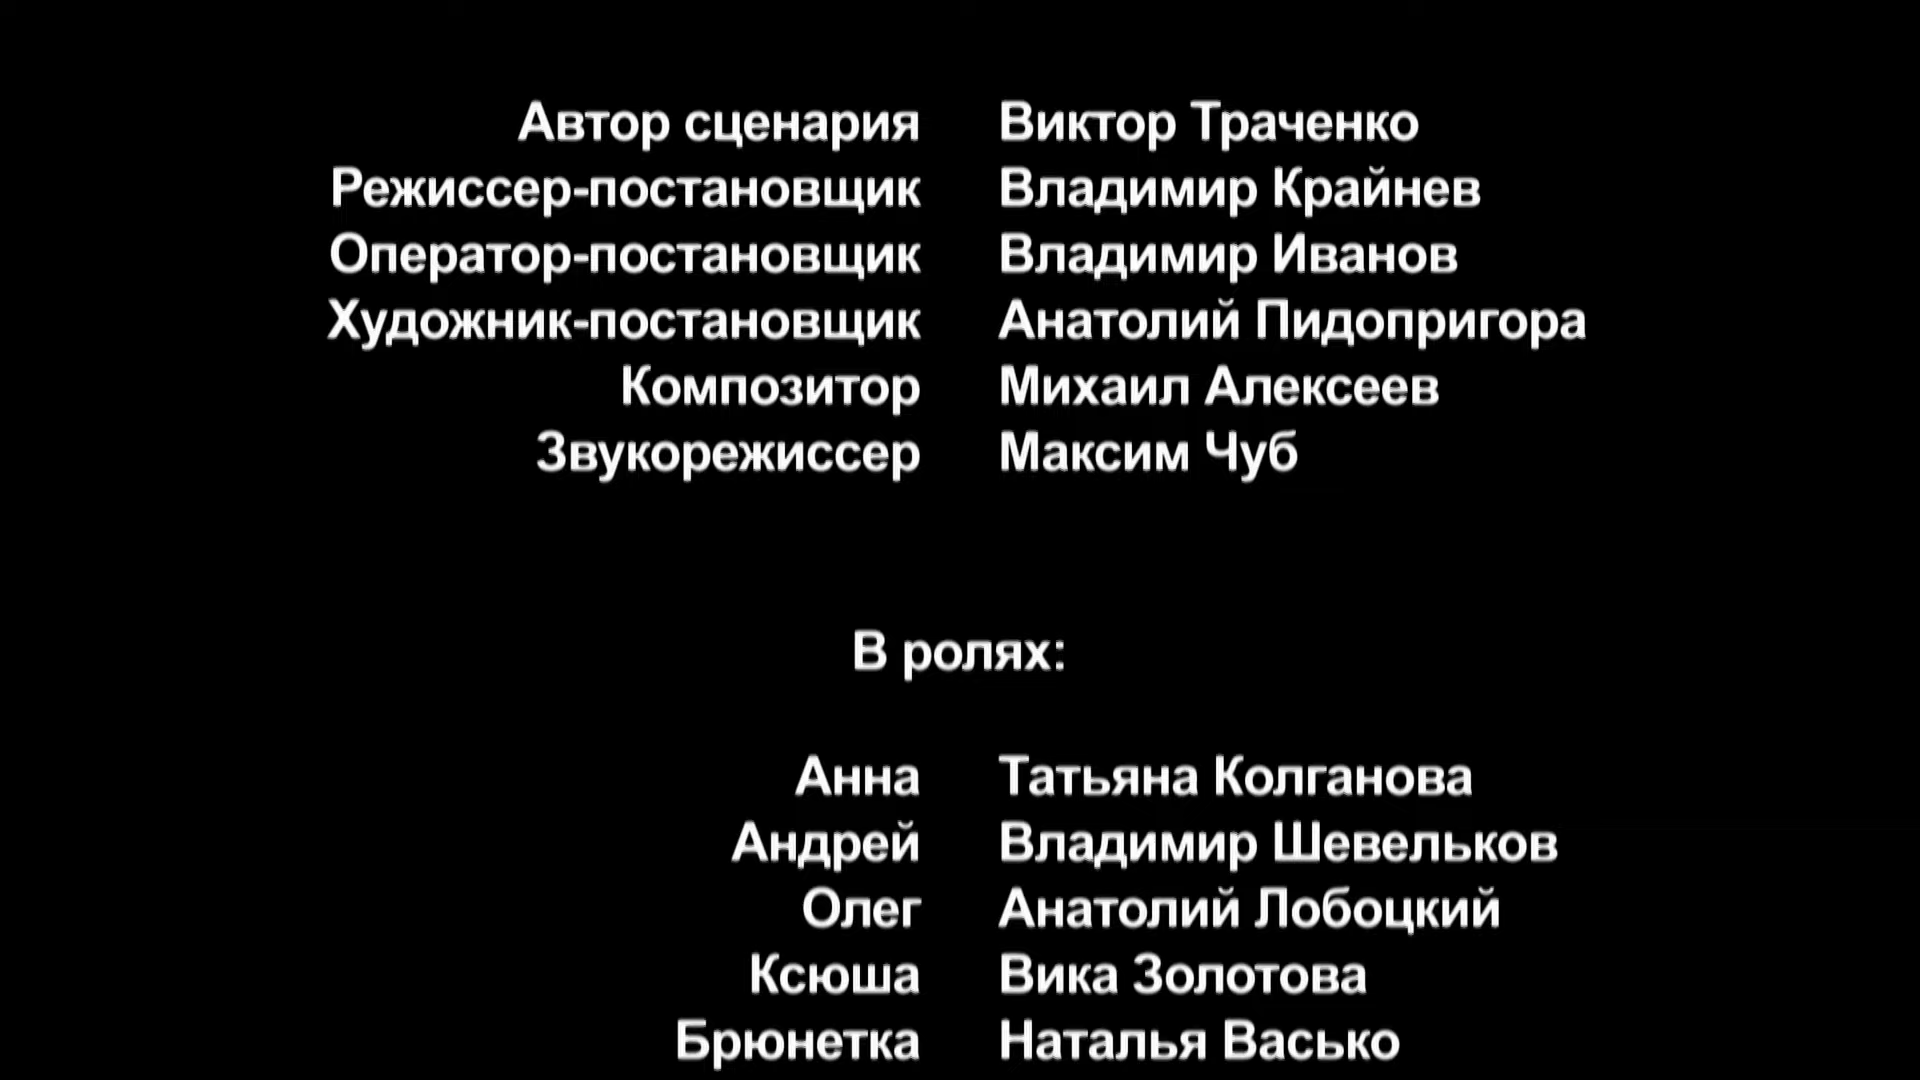 Автор сценария Виктор Траченко
Режиссер-постановщик Владимир Крайнев
Оператор-постановщик Владимир Иванов
Художник-постановщик Анатолий Пидопригора
Композитор Михаил Алексеев
Звукорежиссер Максим Чуб
В ролях:
Анна Татьяна Колганова
Андрей Владимир Шевельков
Олег Анатолий Лобоцкий
Ксюша Вика Золотова
Брюнетка Наталья Васько